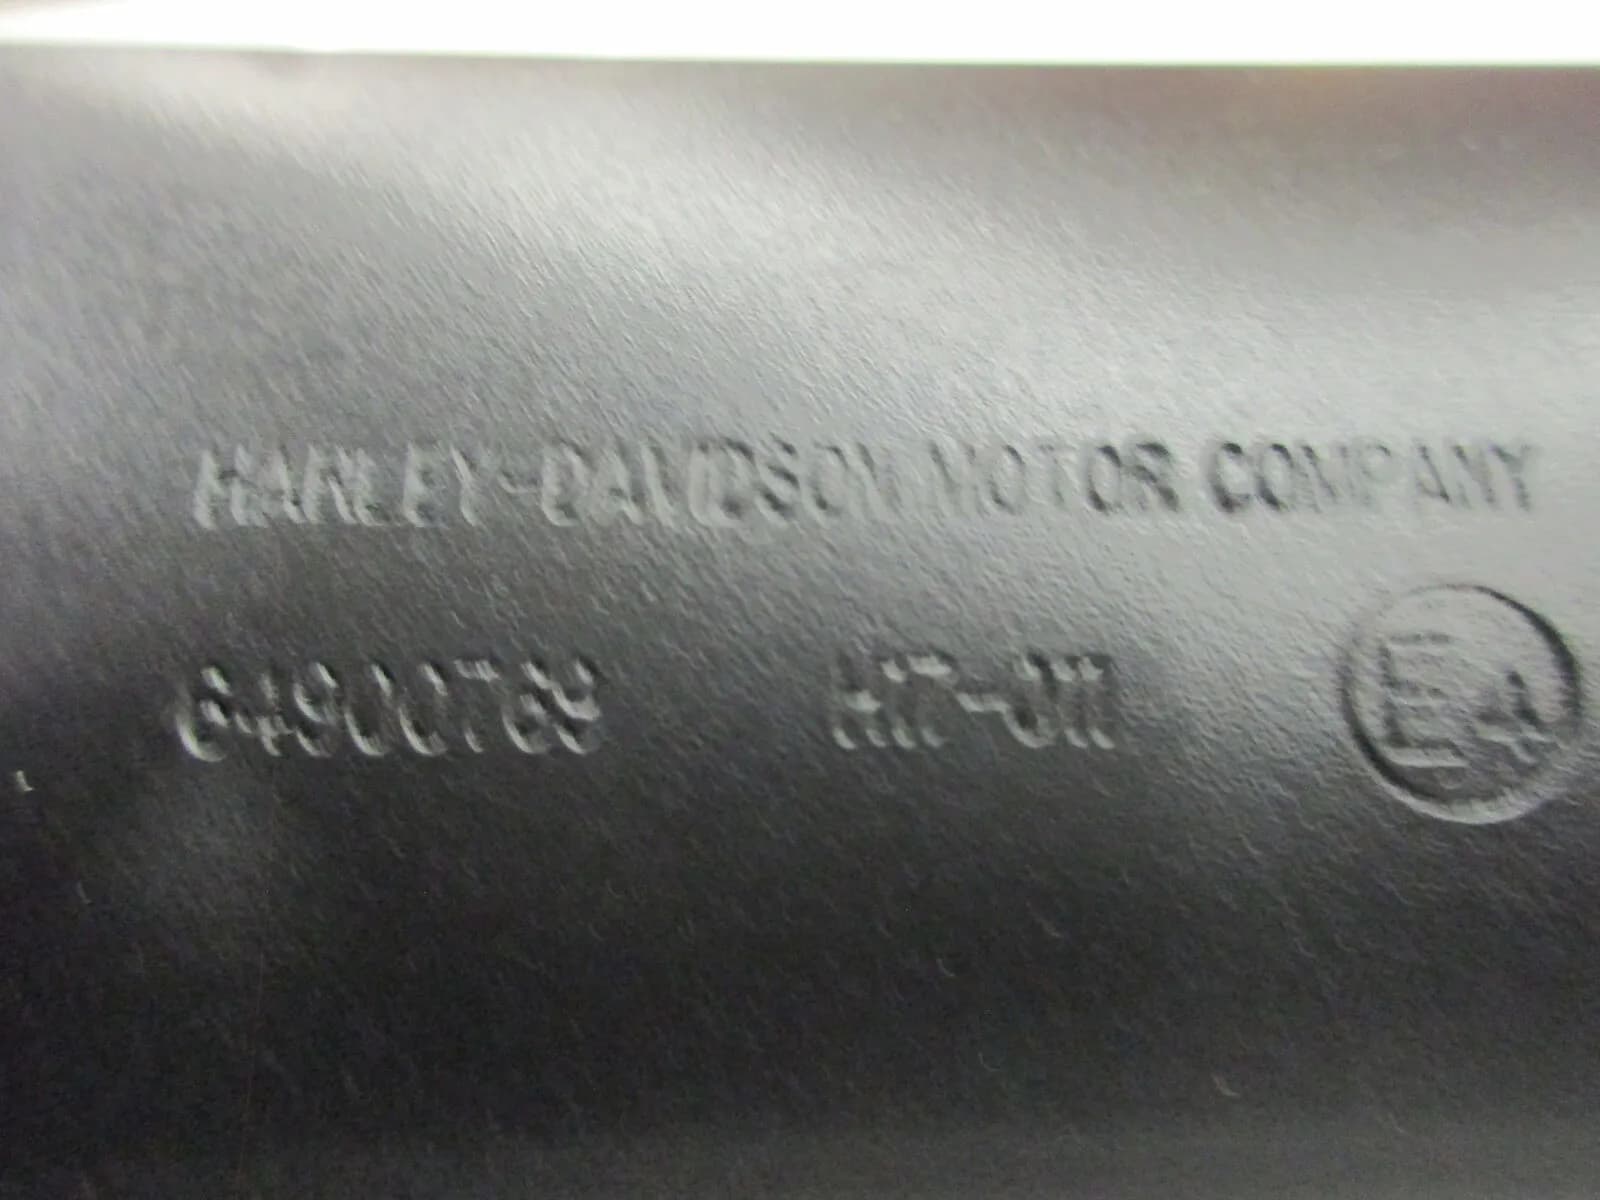 HARLEY-DAVIDSON MOTOR COMPANY
64900769 E4